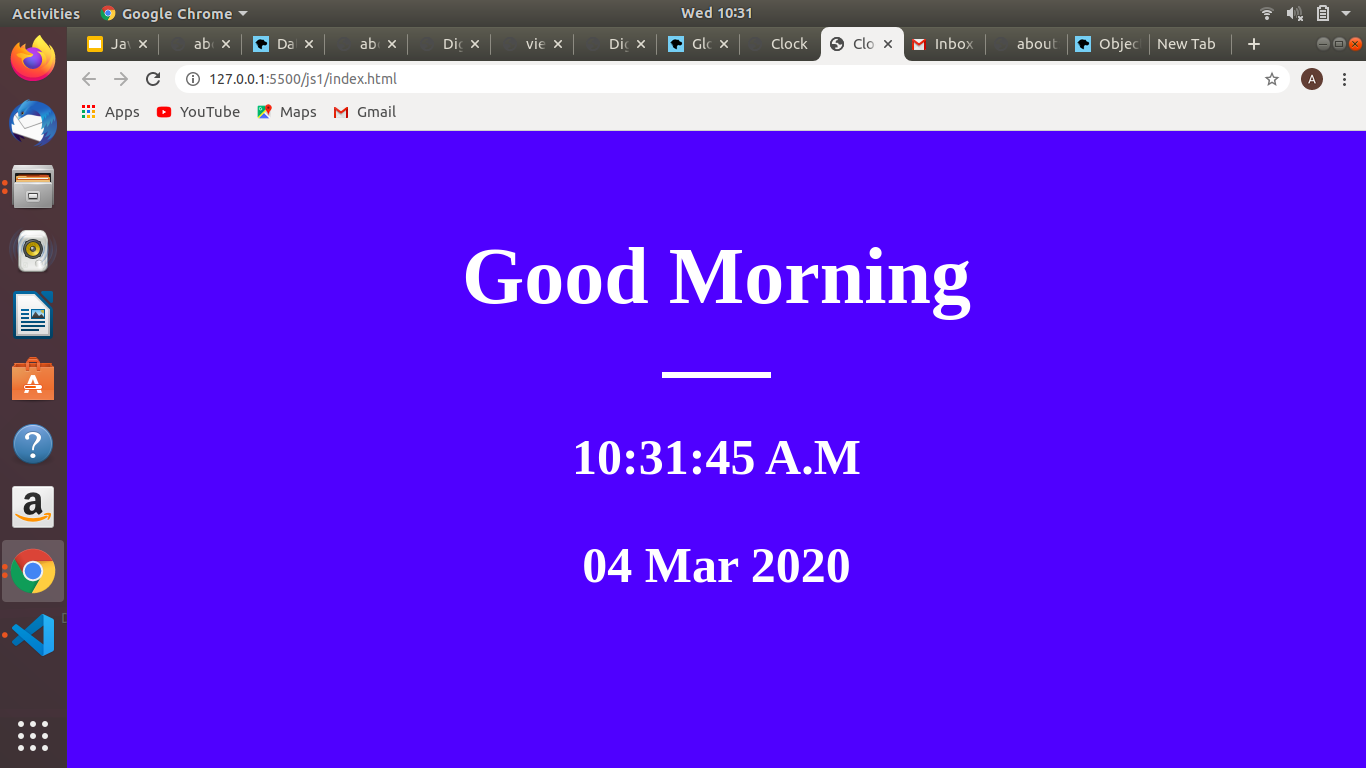 Activities Google Chrome Wed 10:31
Jav abo Dat abo Dig vie Dig Glo Clock Clo Inbox about Objec New Tab
127.0.0.1:5500/js1/index.html A
Apps YouTube Maps Gmail
Good Morning
10:31:45 A.M
04 Mar 2020